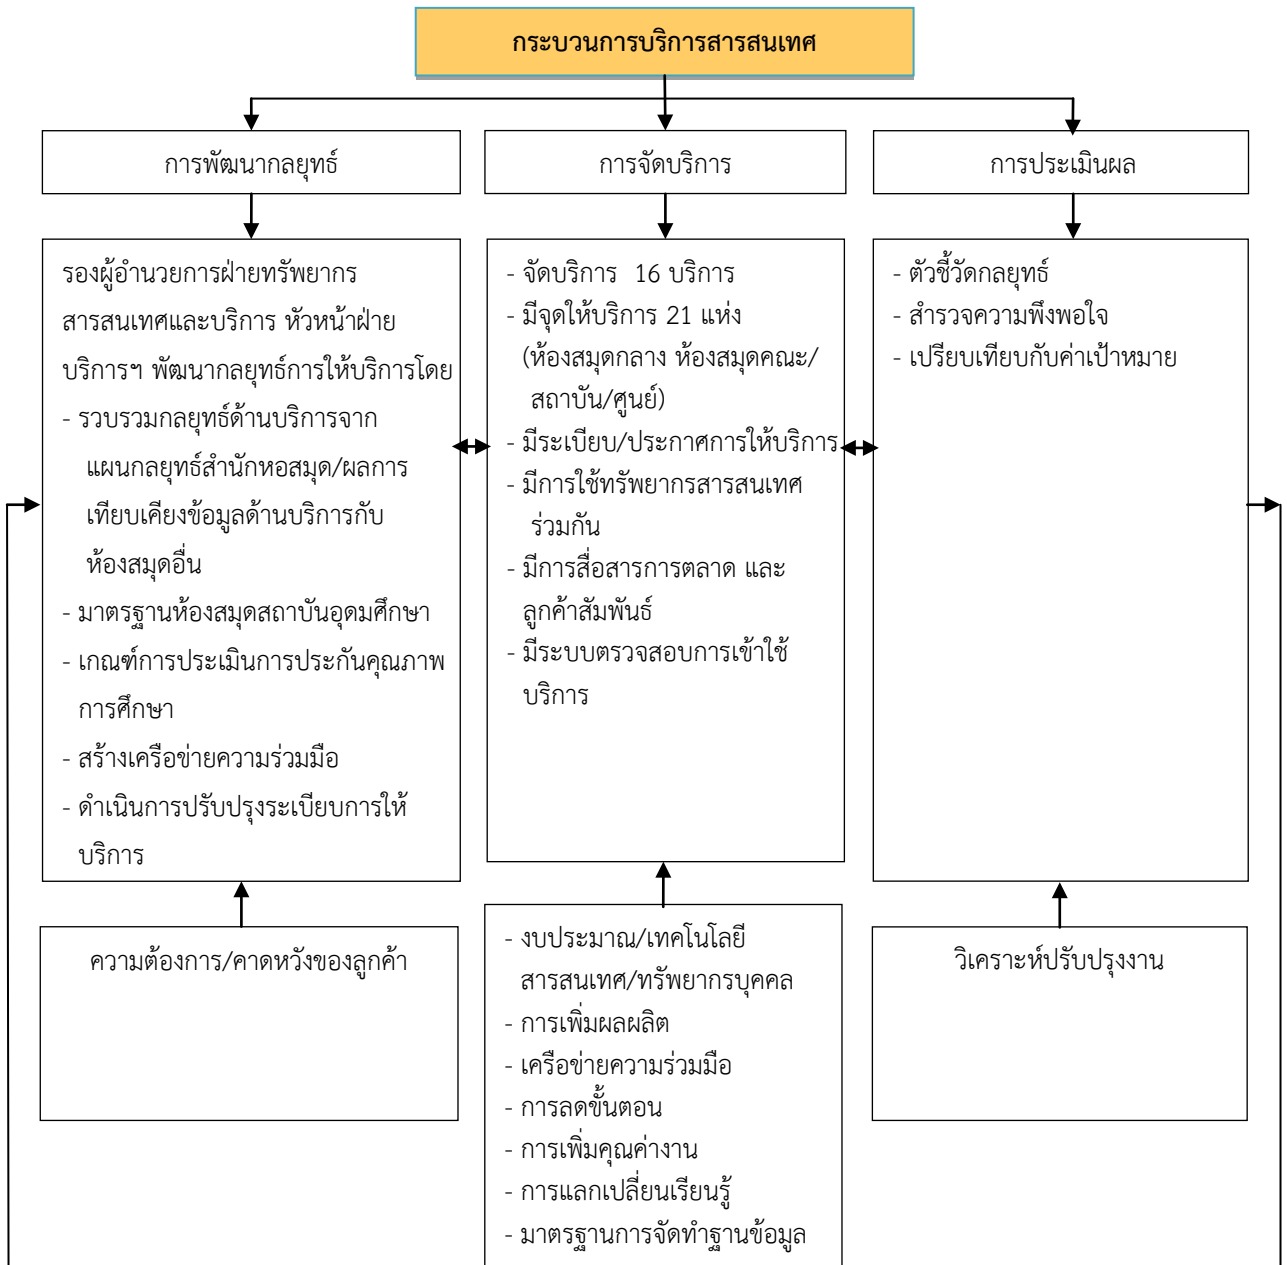 กระบวนการบริการสารสนเทศ
การพัฒนากลยุทธ์
การจัดบริการ
การประเมินผล
รองผู้อำนวยการฝ่ายทรัพยากร
สารสนเทศและบริการ หัวหน้าฝ่าย
บริการฯ พัฒนากลยุทธ์การให้บริการโดย
- รวบรวมกลยุทธ์ด้านบริการจาก
แผนกลยุทธ์สำนักหอสมุด/ผลการ
เทียบเคียงข้อมูลด้านบริการกับ
ห้องสมุดอื่น
- มาตรฐานห้องสมุดสถาบันอุดมศึกษา
- เกณฑ์การประเมินการประกันคุณภาพ
การศึกษา
- สร้างเครือข่ายความร่วมมือ
- ดำเนินการปรับปรุงระเบียบการให้
บริการ
- จัดบริการ 16 บริการ
- มีจุดให้บริการ 21 แห่ง
(ห้องสมุดกลาง ห้องสมุดคณะ/
สถาบัน/ศูนย์)
- มีระเบียบ/ประกาศการให้บริการ
- มีการใช้ทรัพยากรสารสนเทศ
ร่วมกัน
- มีการสื่อสารการตลาด และ
ลูกค้าสัมพันธ์
- มีระบบตรวจสอบการเข้าใช้
บริการ
- ตัวชี้วัดกลยุทธ์
- สำรวจความพึงพอใจ
- เปรียบเทียบกับค่าเป้าหมาย
ความต้องการ/คาดหวังของลูกค้า
- งบประมาณ/เทคโนโลยี
สารสนเทศ/ทรัพยากรบุคคล
- การเพิ่มผลผลิต
- เครือข่ายความร่วมมือ
- การลดขั้นตอน
- การเพิ่มคุณค่างาน
- การแลกเปลี่ยนเรียนรู้
- มาตรฐานการจัดทำฐานข้อมูล
วิเคราะห์ปรับปรุงงาน